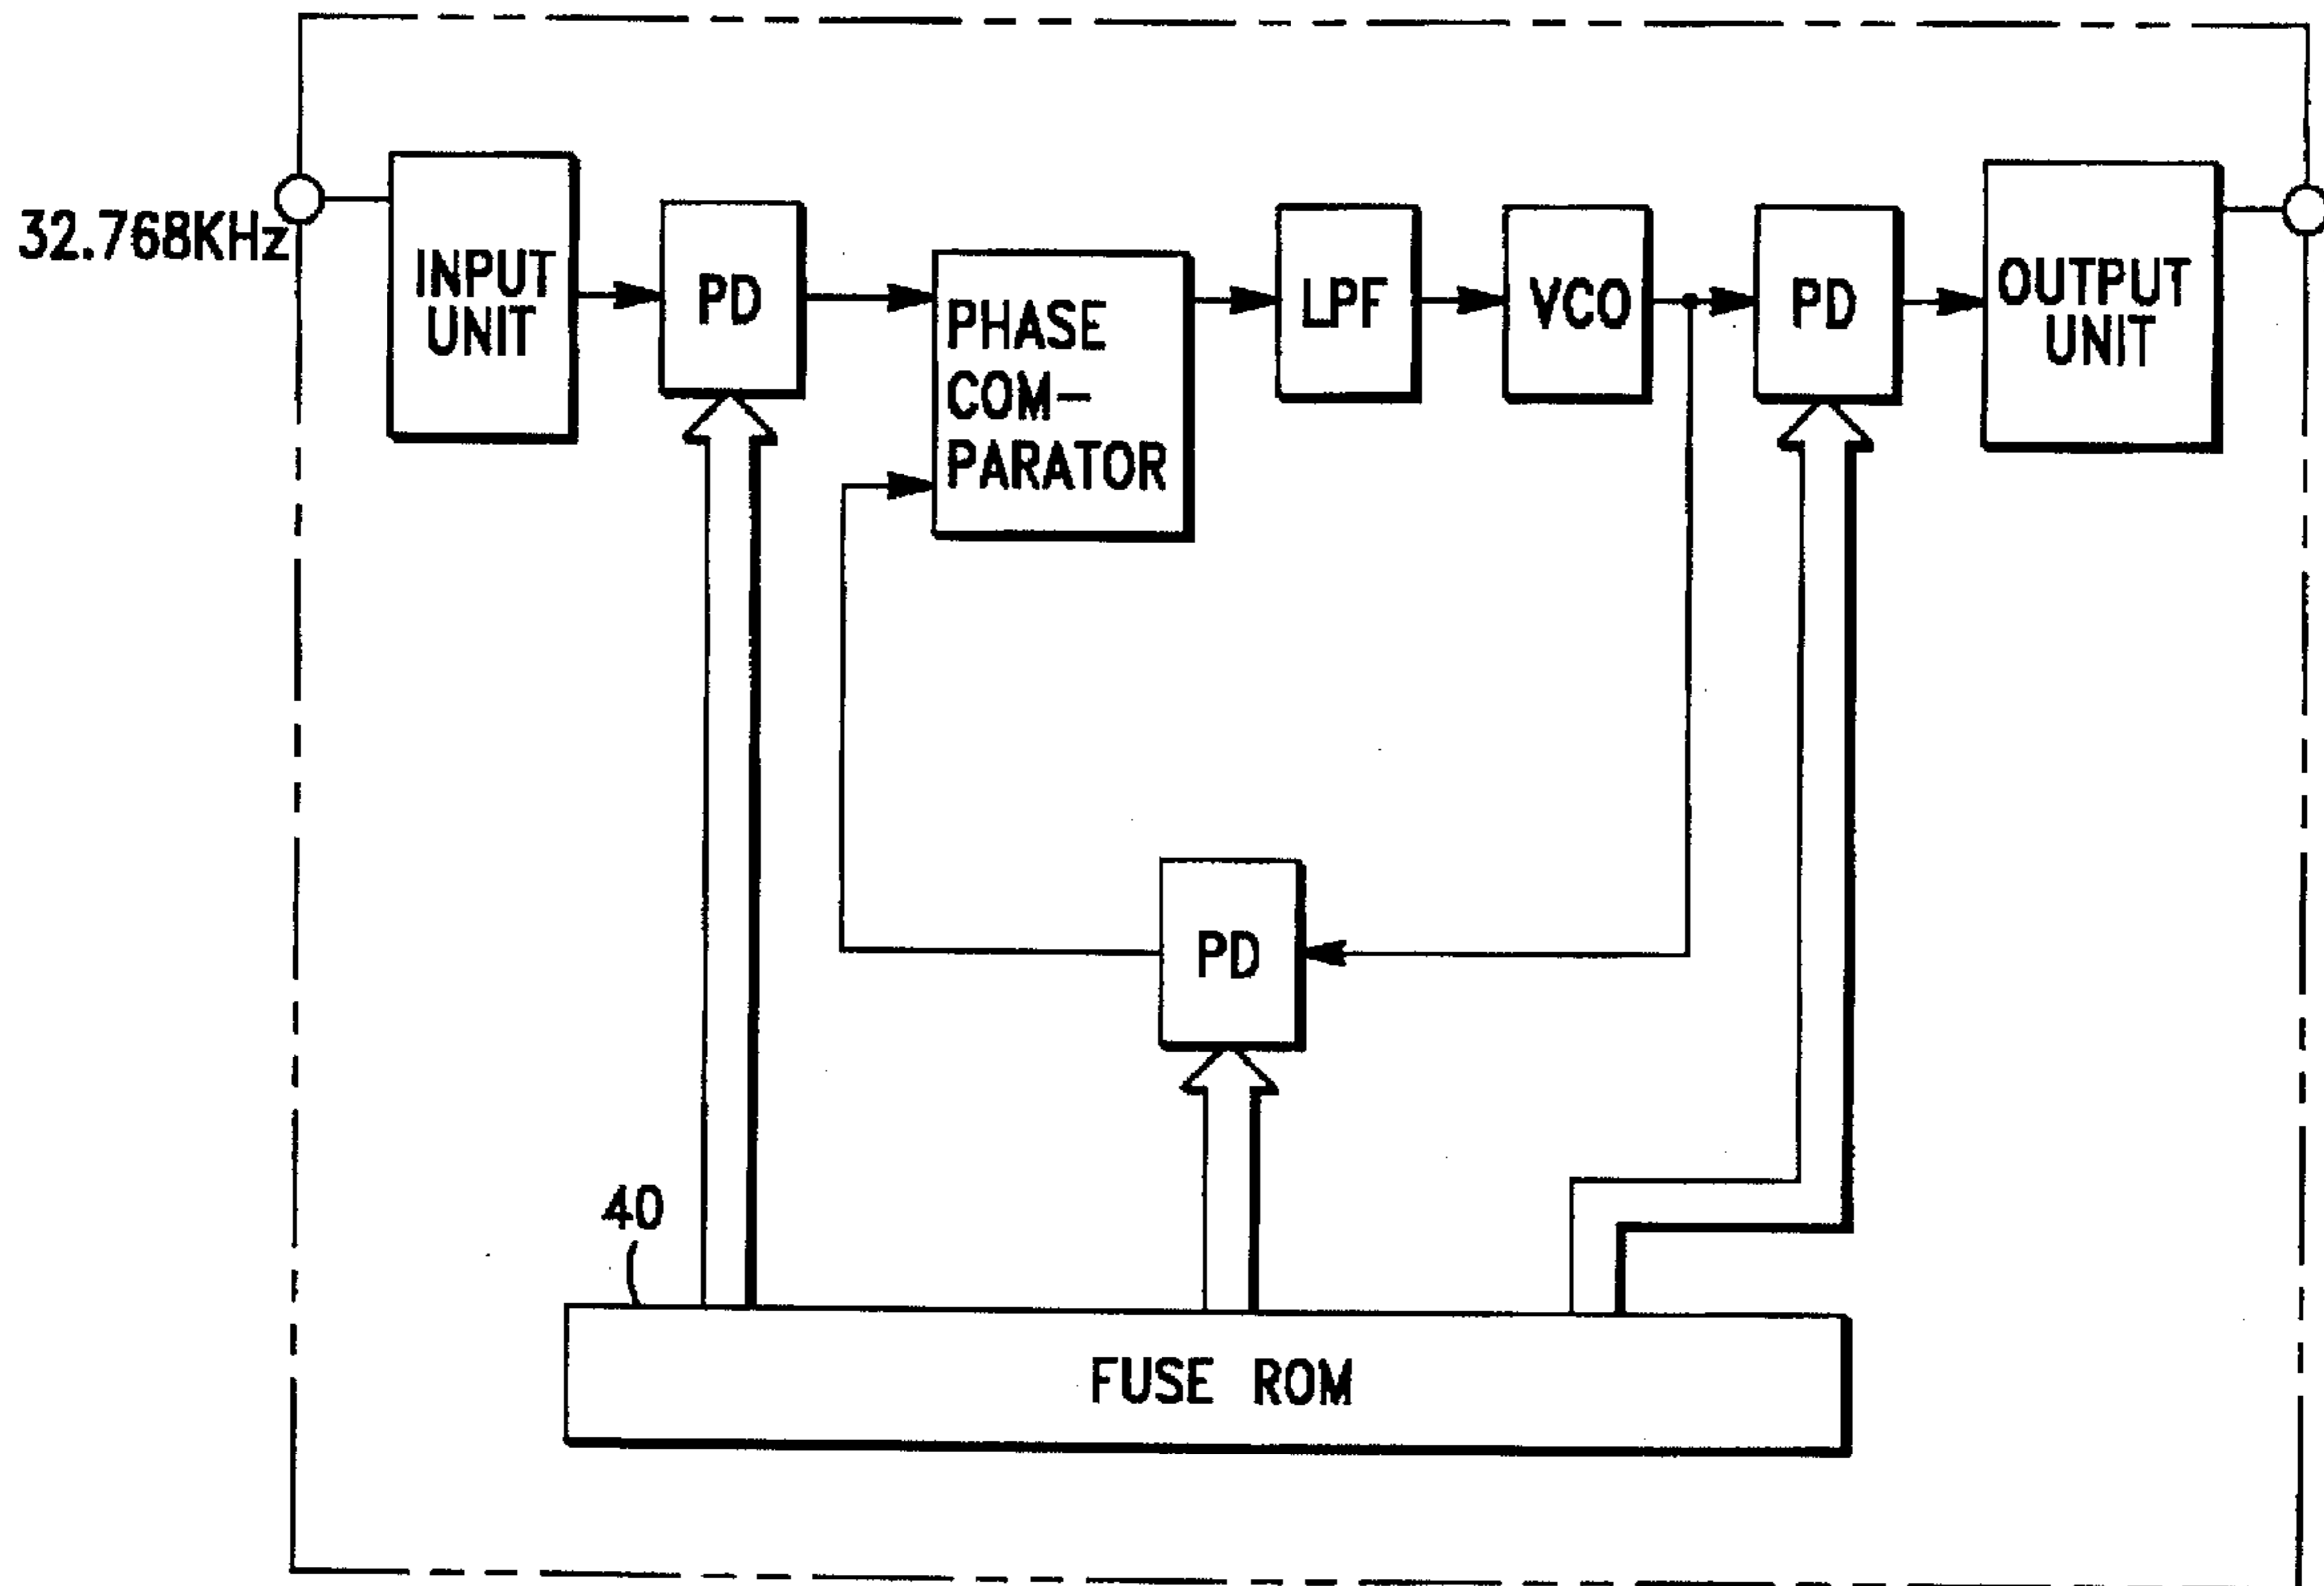 32.768KHz
INPUT
UNIT
PD
PHASE
COM-
PARATOR
LPF
VCO
PD
OUTPUT
UNIT
PD
40
FUSE ROM